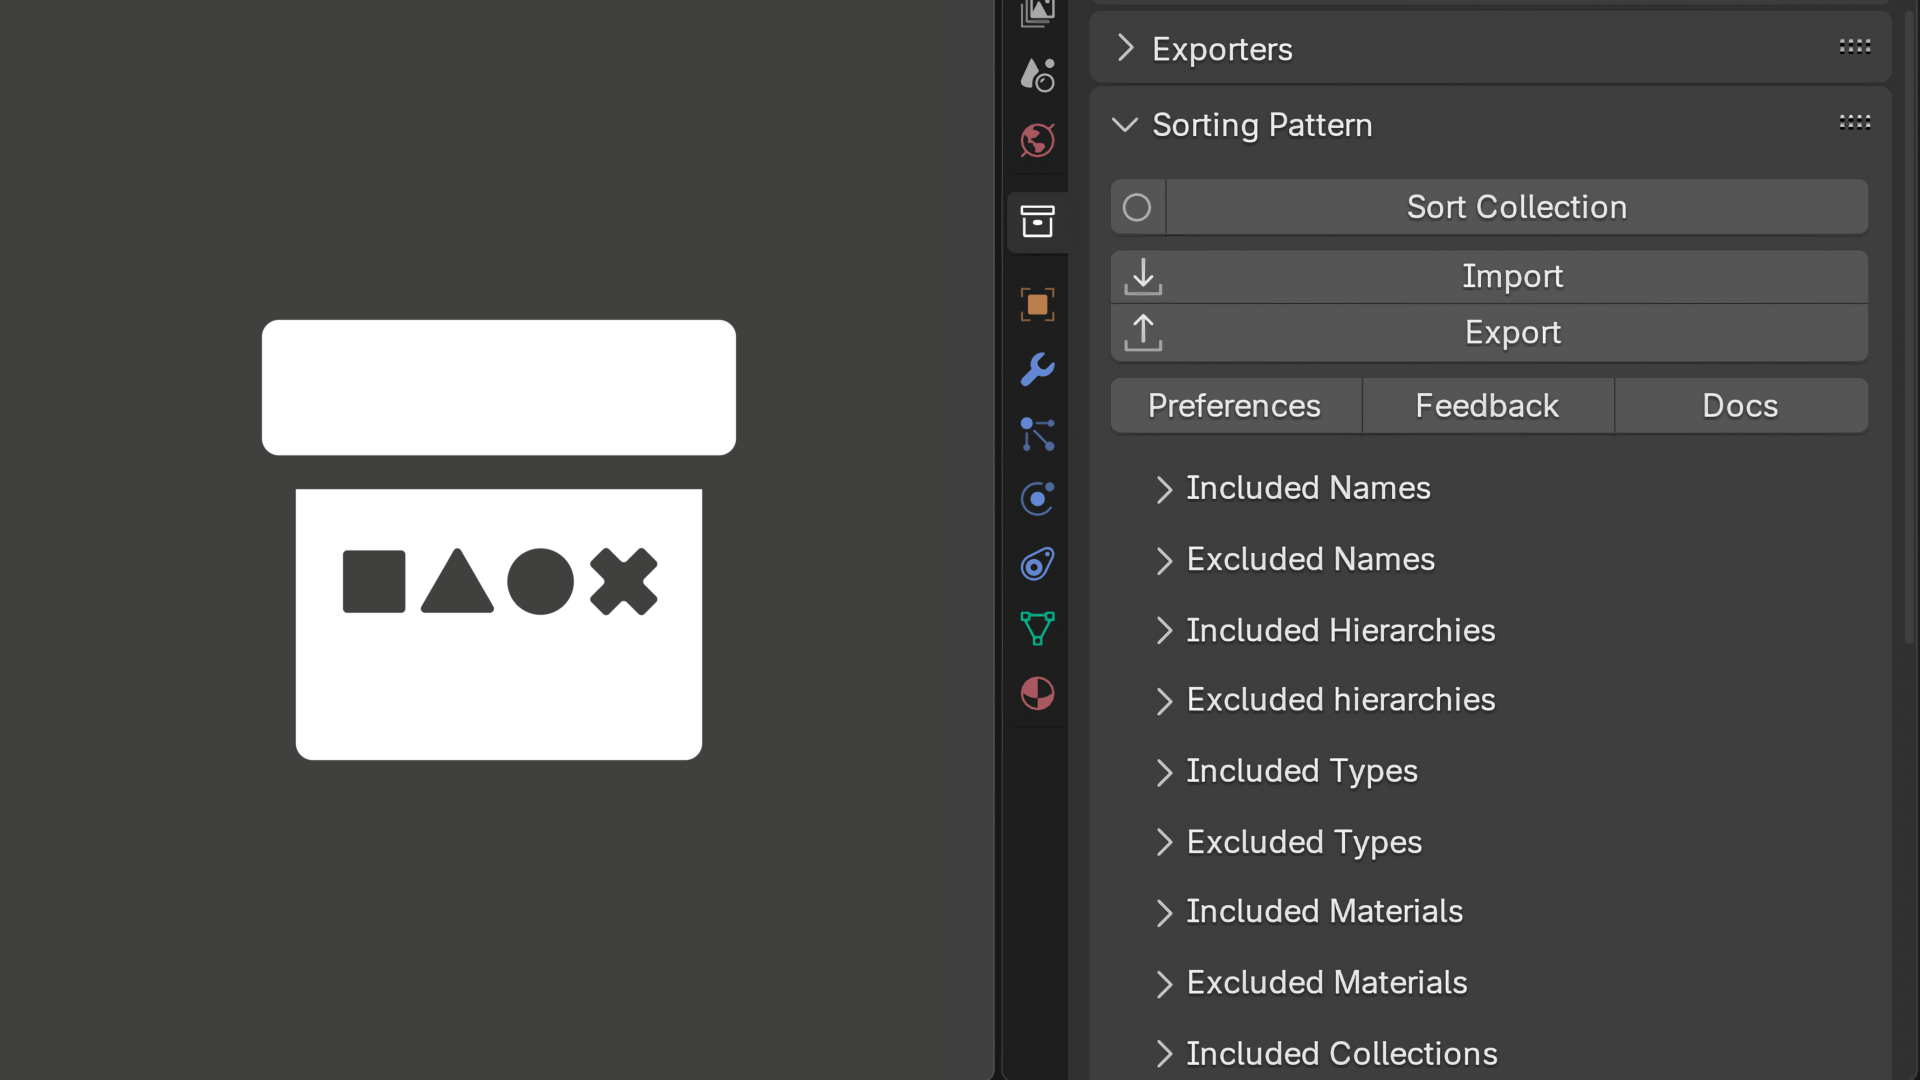 Exporters
Sorting Pattern
Sort Collection
Import
Export
Preferences Feedback Docs
Included Names
Excluded Names
Included Hierarchies
Excluded hierarchies
Included Types
Excluded Types
Included Materials
Excluded Materials
Included Collections